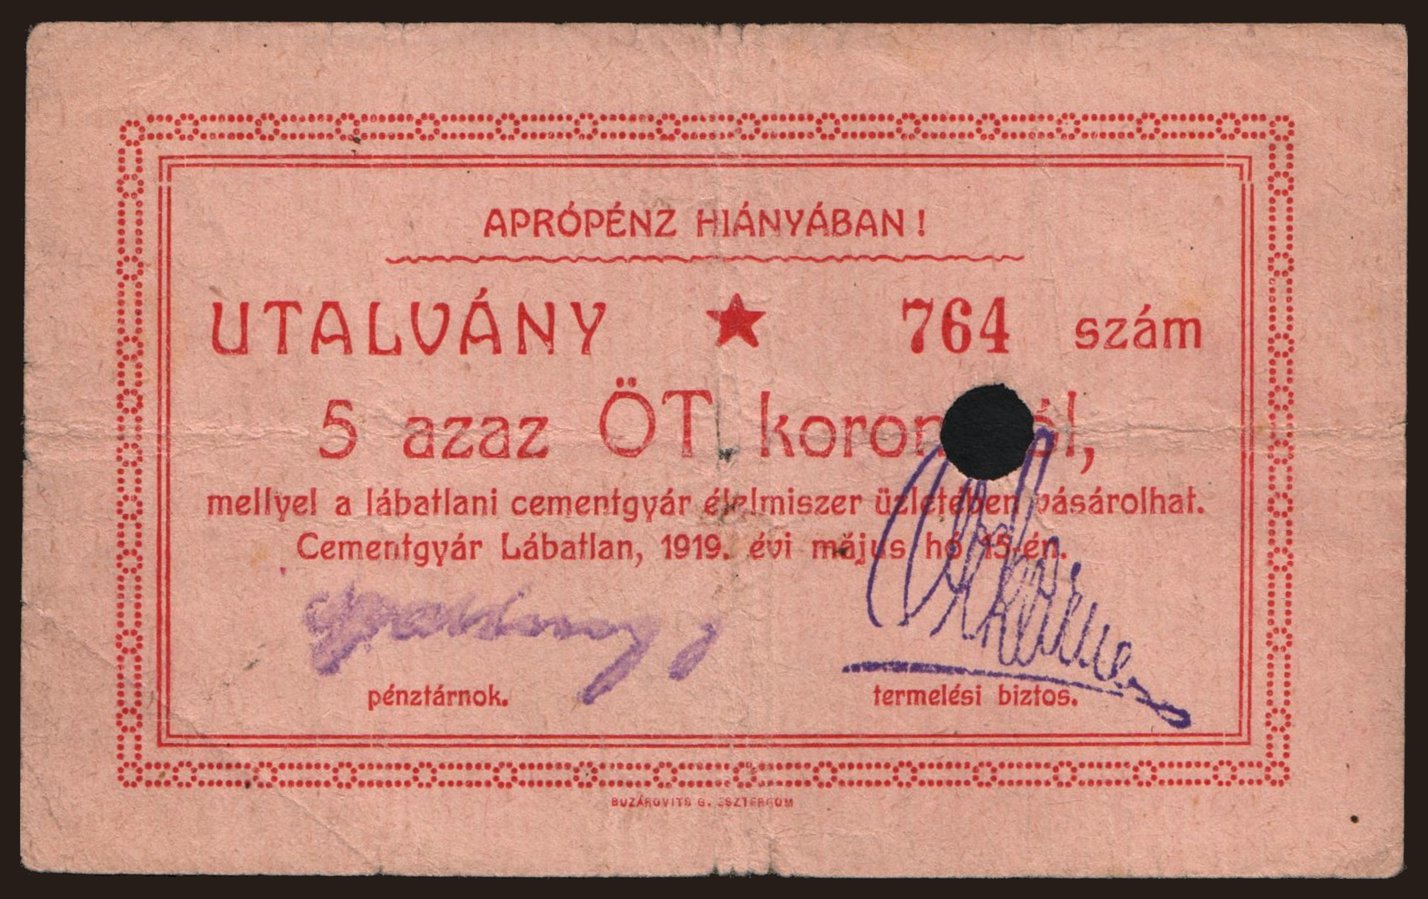 APRÓPÉNZ HIÁNYÁBAN!
UTALVÁNY ★ 764 szám
5 azaz ÖT
mellyel a lábatlani cementgyár élelmiszer üzletében vásárolhat.
Cementgyár Lábatlan, 1919. évi május hó 15-én.
pénztárnok. termelési biztos.
BUZÁROVITS G. ESZTERGOM